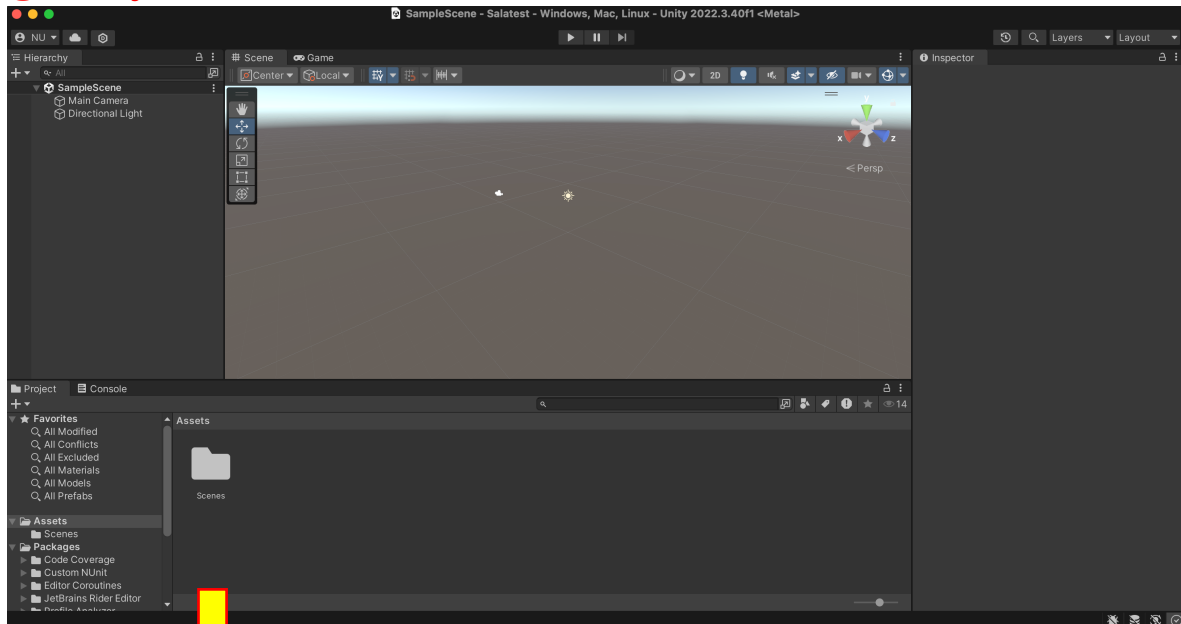 SampleScene - Salatest - Windows, Mac, Linux - Unity 2022.3.40f1 <Metal>
NU
Layers
Layout
Hierarchy
Scene
Game
Inspector
All
Center
Local
2D
SampleScene
Main Camera
Directional Light
x
z
Persp
Project
Console
14
Favorites
All Modified
All Conflicts
All Excluded
All Materials
All Models
All Prefabs
Assets
Scenes
Packages
Code Coverage
Custom NUnit
Editor Coroutines
JetBrains Rider Editor
Profile Analyzer
Assets
Scenes